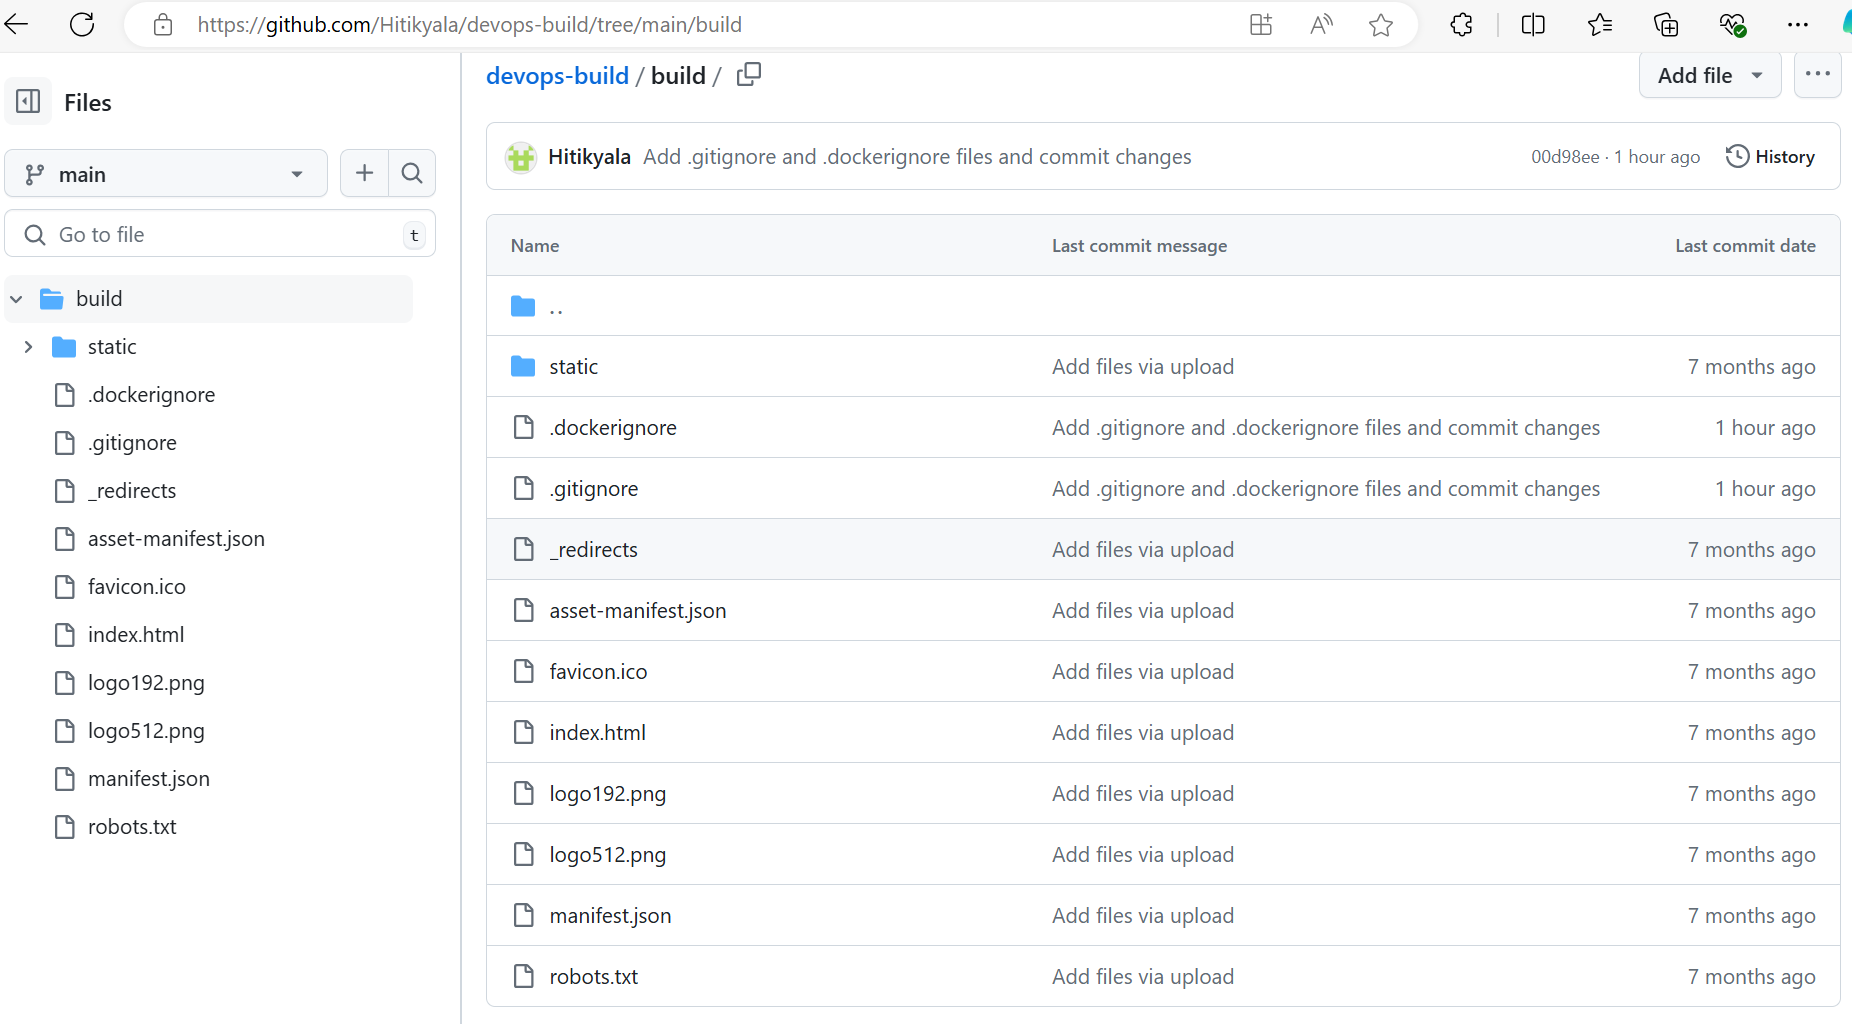 https://github.com/Hitikyala/devops-build/tree/main/build
Files
main
Go to file
t
build
static
.dockerignore
.gitignore
_redirects
asset-manifest.json
favicon.ico
index.html
logo192.png
logo512.png
manifest.json
robots.txt
devops-build / build /
Add file
Hitikyala Add .gitignore and .dockerignore files and commit changes 00d98ee · 1 hour ago History
Name Last commit message Last commit date
..
static Add files via upload 7 months ago
.dockerignore Add .gitignore and .dockerignore files and commit changes 1 hour ago
.gitignore Add .gitignore and .dockerignore files and commit changes 1 hour ago
_redirects Add files via upload 7 months ago
asset-manifest.json Add files via upload 7 months ago
favicon.ico Add files via upload 7 months ago
index.html Add files via upload 7 months ago
logo192.png Add files via upload 7 months ago
logo512.png Add files via upload 7 months ago
manifest.json Add files via upload 7 months ago
robots.txt Add files via upload 7 months ago